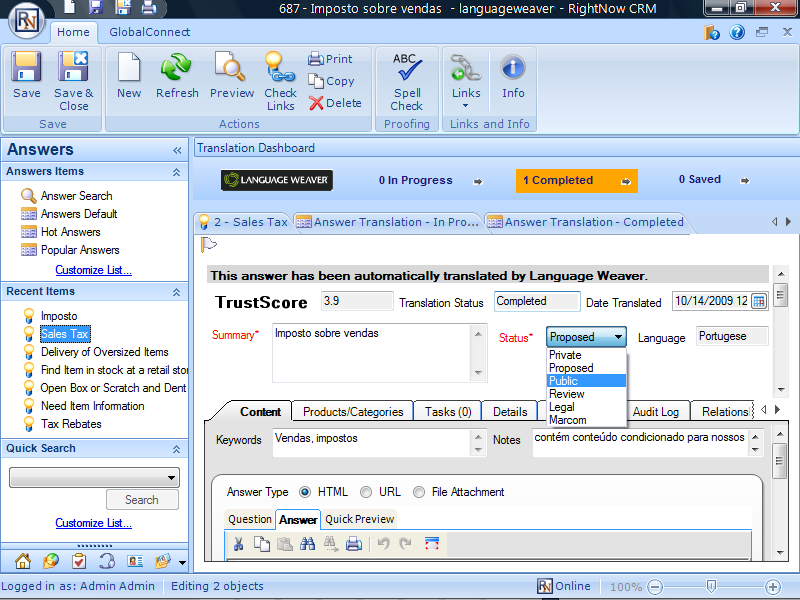 687 - Imposto sobre vendas - languageweaver - RightNow CRM
RN
Home GlobalConnect
Save
Save & Close
New
Refresh
Preview
Check Links
Print
Copy
Delete
ABC
Spell Check
Links
Info
Save
Actions
Proofing
Links and Info
Answers
Answers Items
Answer Search
Answers Default
Hot Answers
Popular Answers
Customize List...
Recent Items
Imposto
Sales Tax
Delivery of Oversized Items
Find Item in stock at a retail stor
Open Box or Scratch and Dent
Need Item Information
Tax Rebates
Quick Search
Search
Customize List...
Translation Dashboard
LANGUAGE WEAVER
0 In Progress
1 Completed
0 Saved
2 - Sales Tax
Answer Translation - In Pro...
Answer Translation - Completed
This answer has been automatically translated by Language Weaver.
TrustScore 3.9 Translation Status Completed Date Translated 10/14/2009 12
Summary* Imposto sobre vendas Status* Proposed Language Portugese
Private
Proposed
Public
Review
Legal
Marcom
Content Products/Categories Tasks (0) Details Audit Log Relations
Keywords Vendas, impostos Notes contém conteúdo condicionado para nossos
Answer Type HTML URL File Attachment
Question Answer Quick Preview
Logged in as: Admin Admin Editing 2 objects RN Online 100%